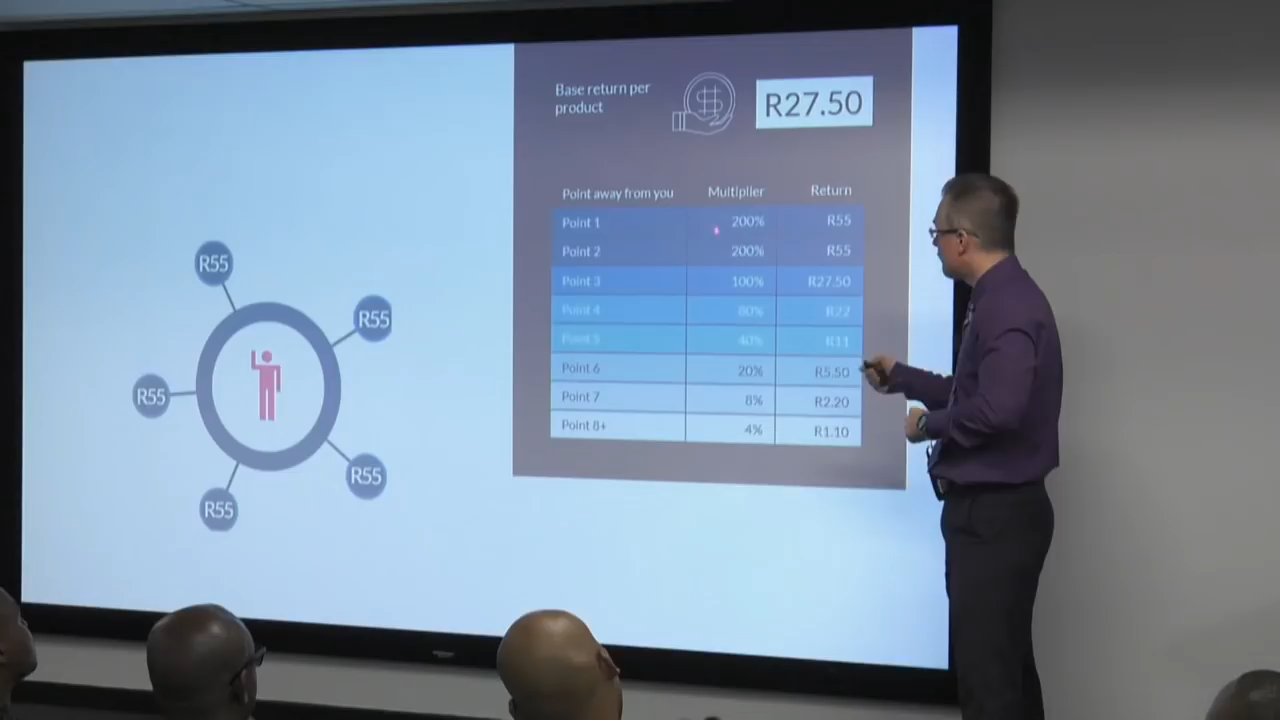 Base return per
product
R27.50
Point away from you Multiplier Return
Point 1 200% R55
Point 2 200% R55
Point 3 100% R27.50
Point 4 80% R22
Point 5 40% R11
Point 6 20% R5.50
Point 7 8% R2.20
Point 8+ 4% R1.10
R55
R55
R55
R55
R55